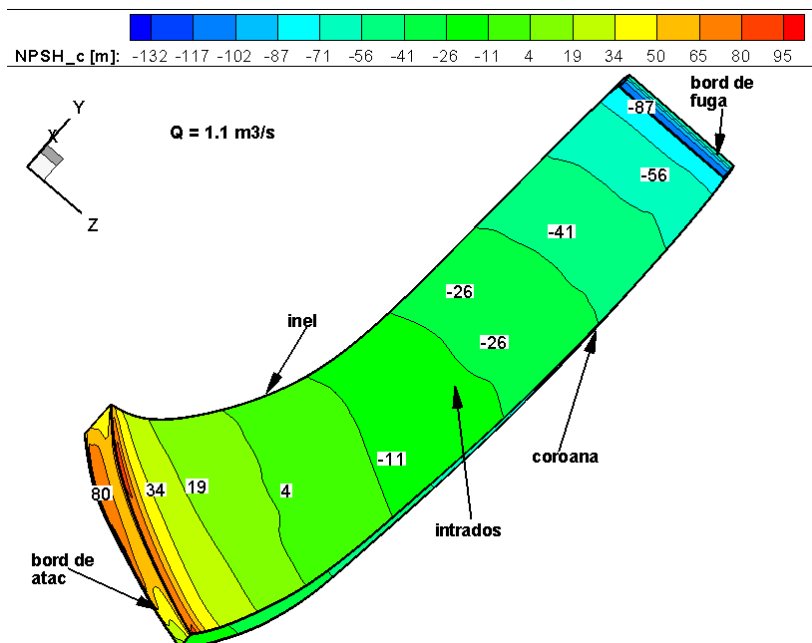 NPSH_c [m]: -132 -117 -102 -87 -71 -56 -41 -26 -11 4 19 34 50 65 80 95
Y
X
Z
Q = 1.1 m3/s
bord de
fuga
-87
-56
-41
-26
-26
inel
-11
coroana
intrados
4
19
34
80
bord de
atac